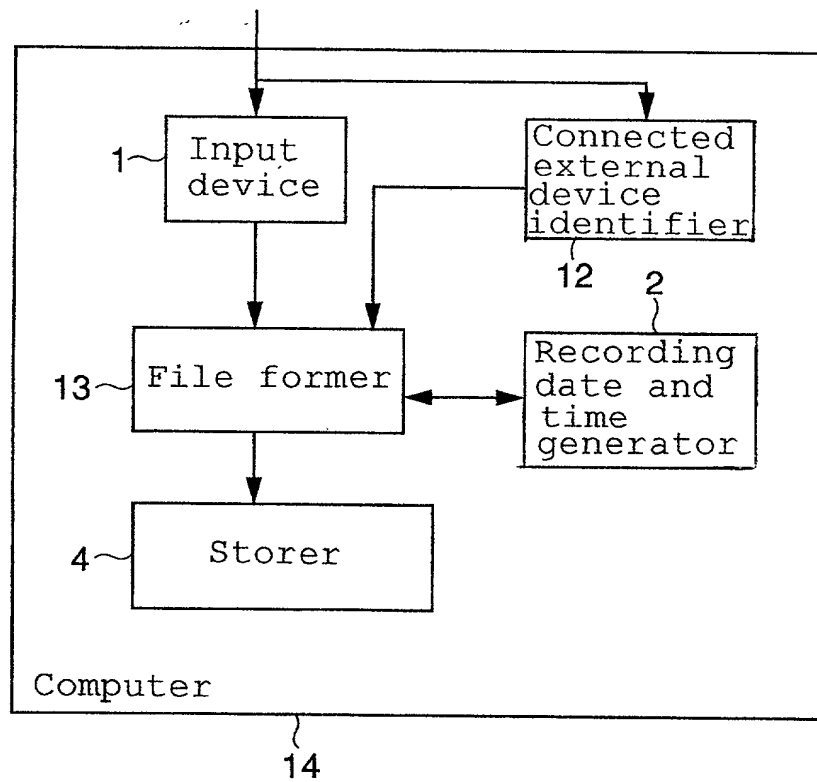 1
Input
device
Connected
external
device
identifier
12
2
13
File former
Recording
date and
time
generator
4
Storer
Computer
14